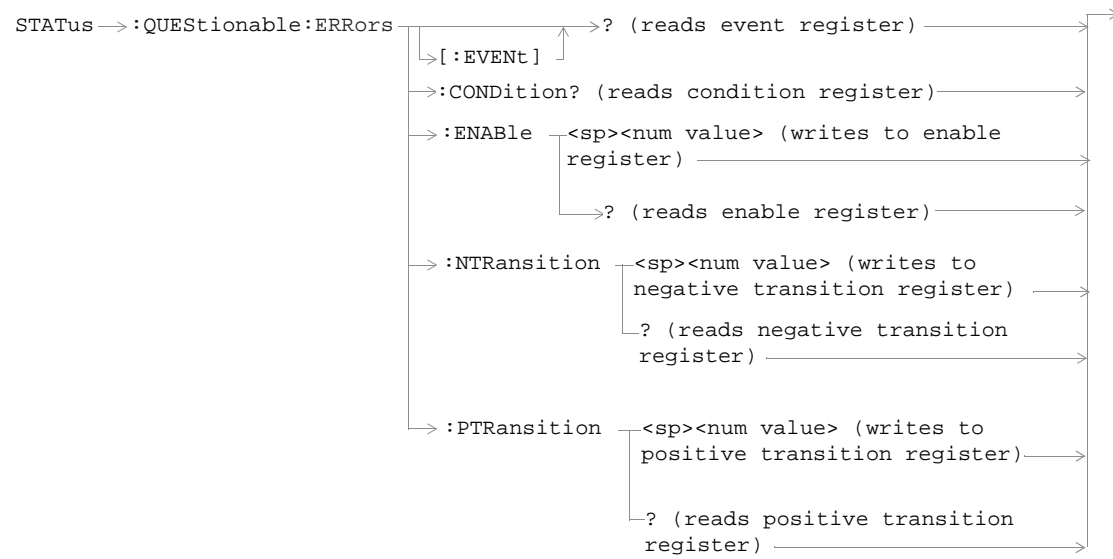 STATus :QUEStionable:ERRors ? (reads event register)
[:EVENt]
:CONDition? (reads condition register)
:ENABle <sp><num value> (writes to enable
register)
? (reads enable register)
:NTRansition <sp><num value> (writes to
negative transition register)
? (reads negative transition
register)
:PTRansition <sp><num value> (writes to
positive transition register)
? (reads positive transition
register)